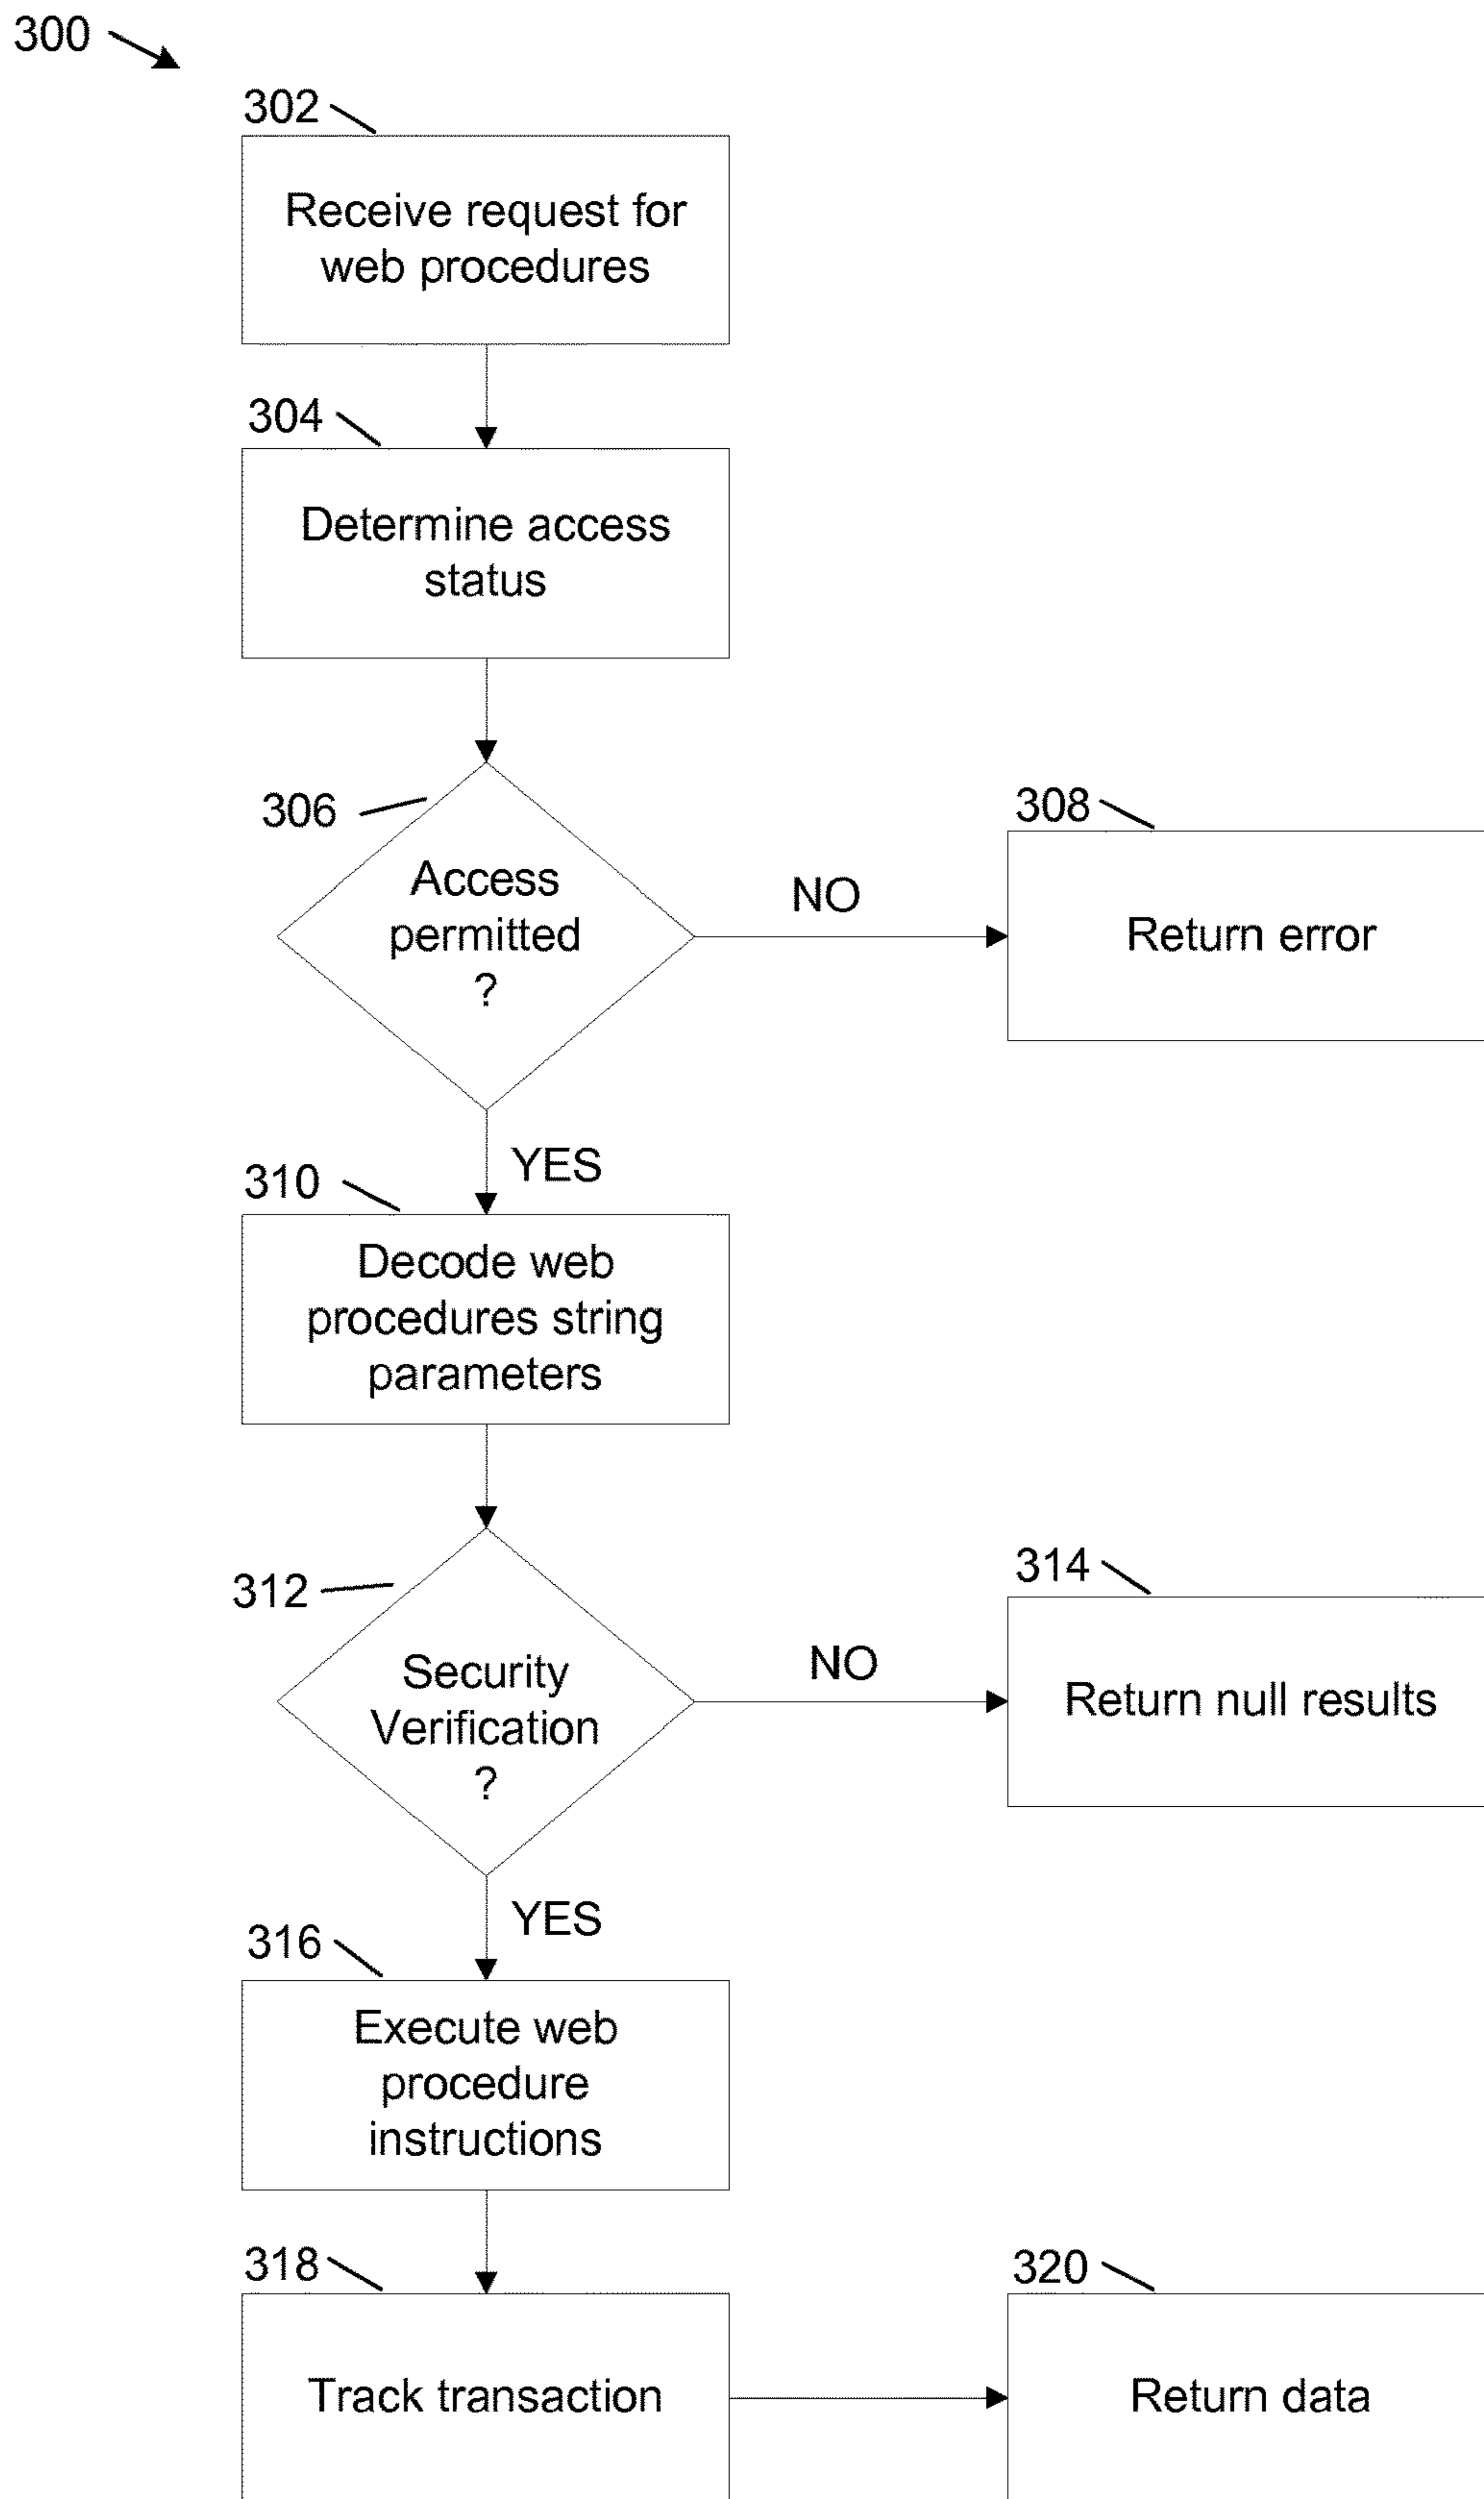 300
302
Receive request for
web procedures
304
Determine access
status
306
Access
permitted
?
NO
308
Return error
YES
310
Decode web
procedures string
parameters
312
Security
Verification
?
NO
314
Return null results
YES
316
Execute web
procedure
instructions
318
Track transaction
320
Return data